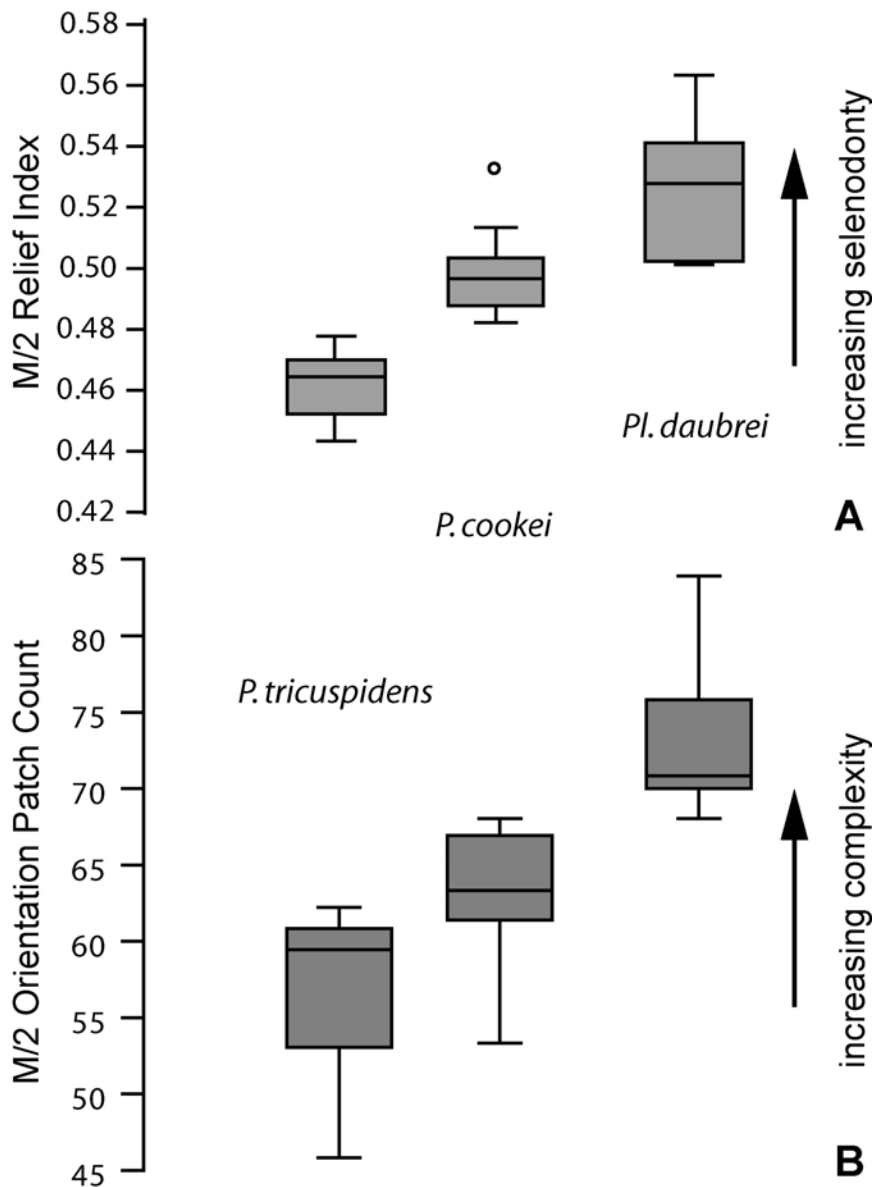 M/2 Relief Index
0.58
0.56
0.54
0.52
0.50
0.48
0.46
0.44
0.42
increasing selenodonty
Pl. daubrei
A
P. cookei
M/2 Orientation Patch Count
85
80
75
70
65
60
55
50
45
P. tricuspidens
increasing complexity
B